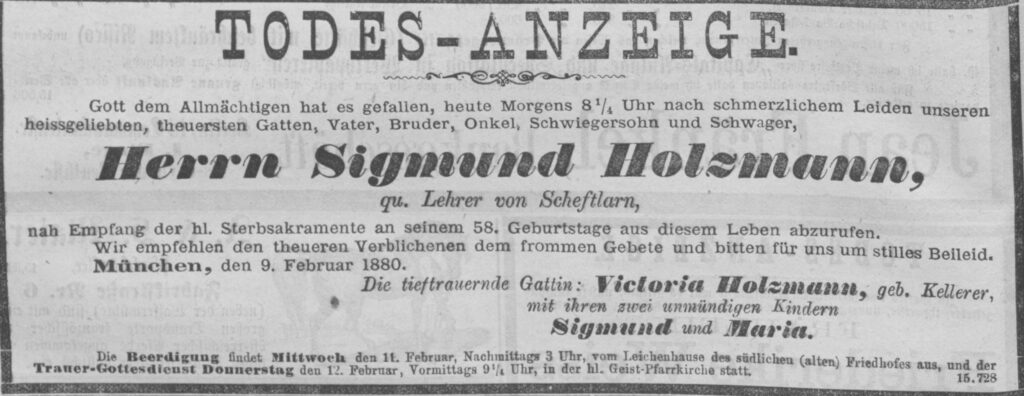 TODES-ANZEIGE.
Gott dem Allmächtigen hat es gefallen, heute Morgens 8¼ Uhr nach schmerzlichem Leiden unseren
heissgeliebten, theuersten Gatten, Vater, Bruder, Onkel, Schwiegersohn und Schwager,
Herrn Sigmund Holzmann,
qu. Lehrer von Scheftlarn,
nah Empfang der hl. Sterbsakramente an seinem 58. Geburtstage aus diesem Leben abzurufen.
Wir empfehlen den theueren Verblichenen dem frommen Gebete und bitten für uns um stilles Belleid.
München, den 9. Februar 1880.
Die tieftrauernde Gattin: Victoria Holzmann, geb. Kellerer,
mit ihren zwei unmündigen Kindern
Sigmund und Maria.
Die Beerdigung findet Mittwoch den 11. Februar, Nachmittags 3 Uhr, vom Leichenhause des südlichen (alten) Friedhofes aus, und der
Trauer-Gottesdienst Donnerstag den 12. Februar, Vormittags 9¼ Uhr, in der hl. Geist-Pfarrkirche statt.
15.728